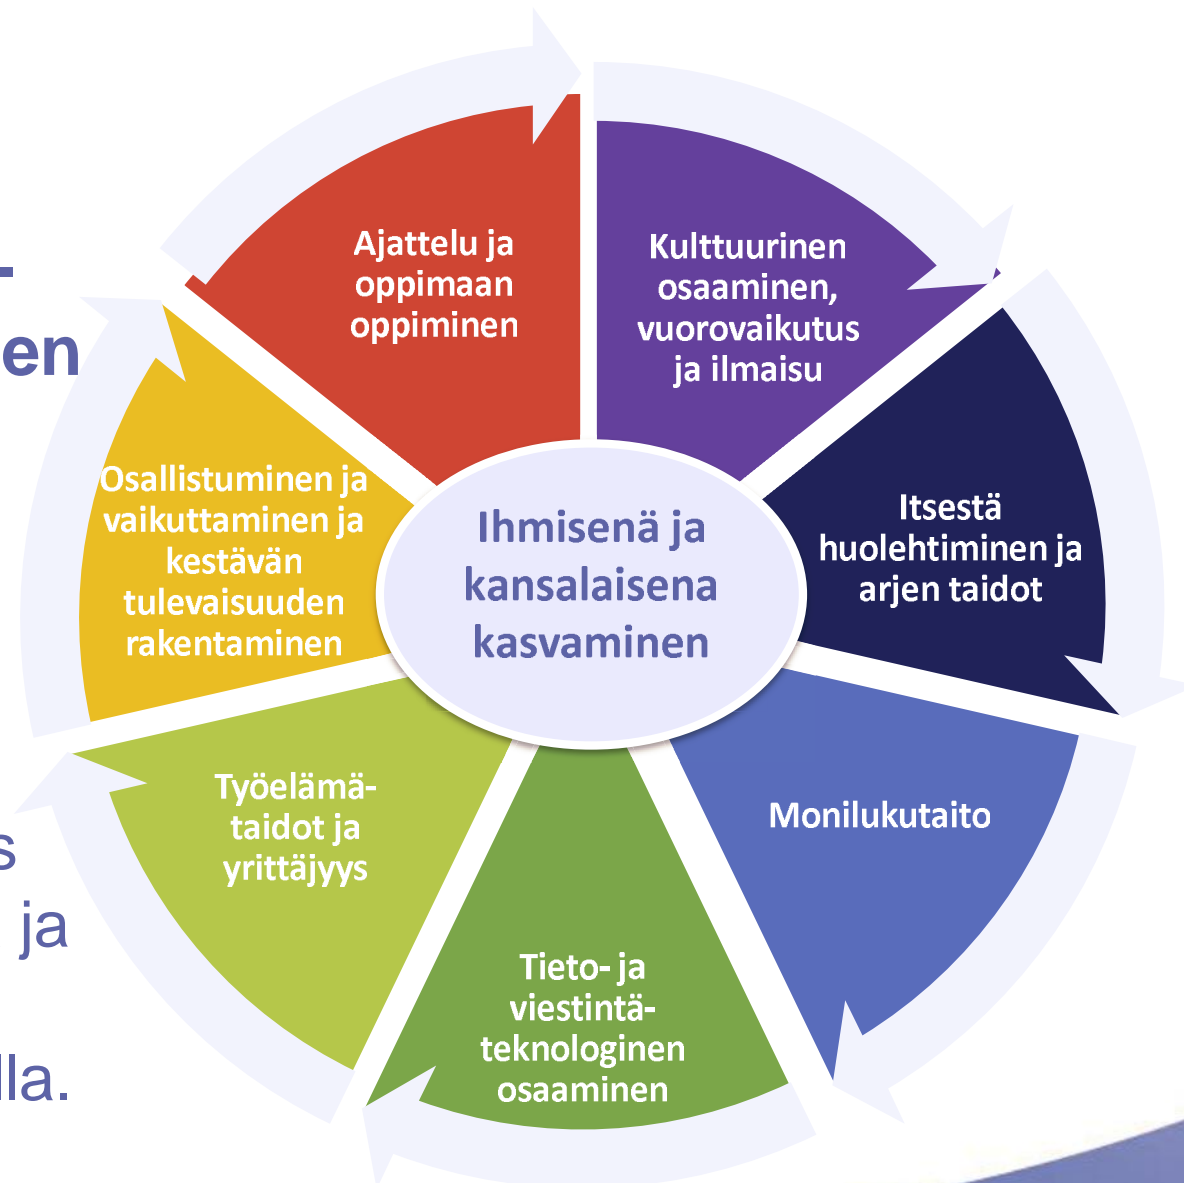 Ajattelu ja
oppimaan
oppiminen
Kulttuurinen
osaaminen,
vuorovaikutus
ja ilmaisu
Itsestä
huolehtiminen ja
arjen taidot
Monilukutaito
Tieto- ja
viestintä-
teknologinen
osaaminen
Työelämä-
taidot ja
yrittäjyys
Osallistuminen ja
vaikuttaminen ja
kestävän
tulevaisuuden
rakentaminen
Ihmisenä ja
kansalaisena
kasvaminen
-
en
s
ja
lla.